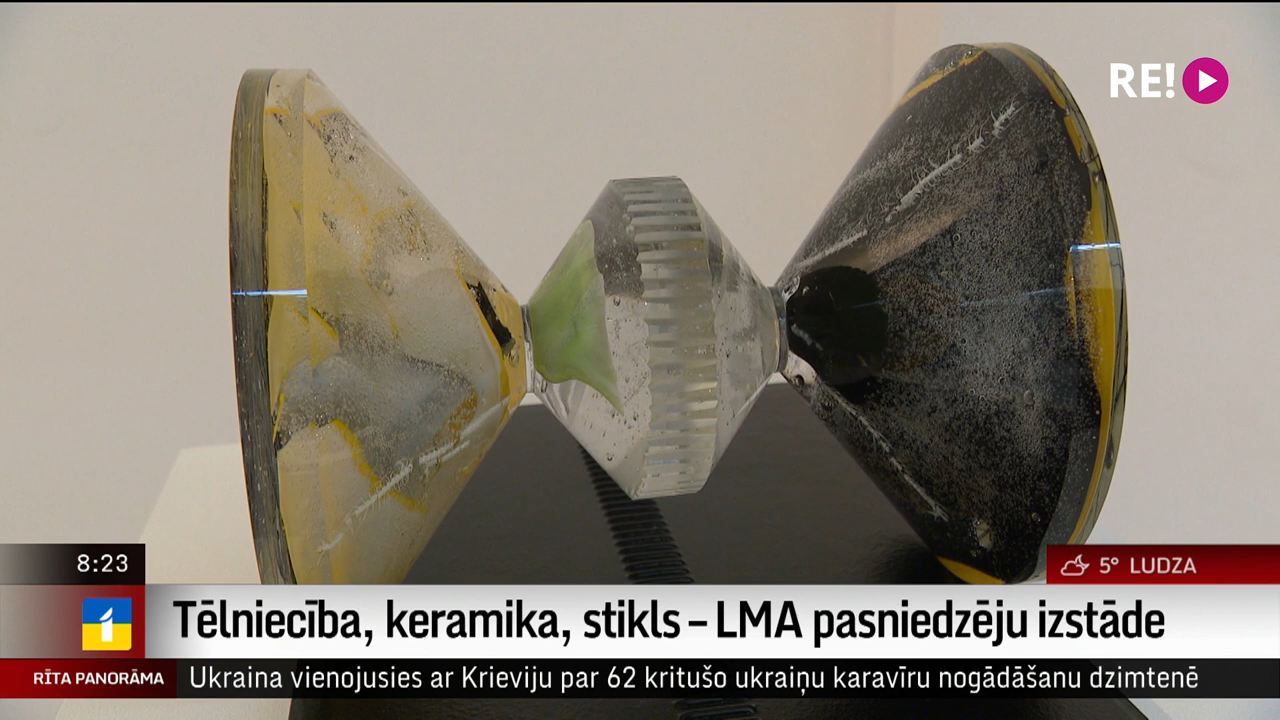 RE!
8:23
5° LUDZA
1
Tēlniecība, keramika, stikls – LMA pasniedzēju izstāde
RĪTA PANORĀMA
Ukraina vienojusies ar Krieviju par 62 kritušo ukraiņu karavīru nogādāšanu dzimtenē